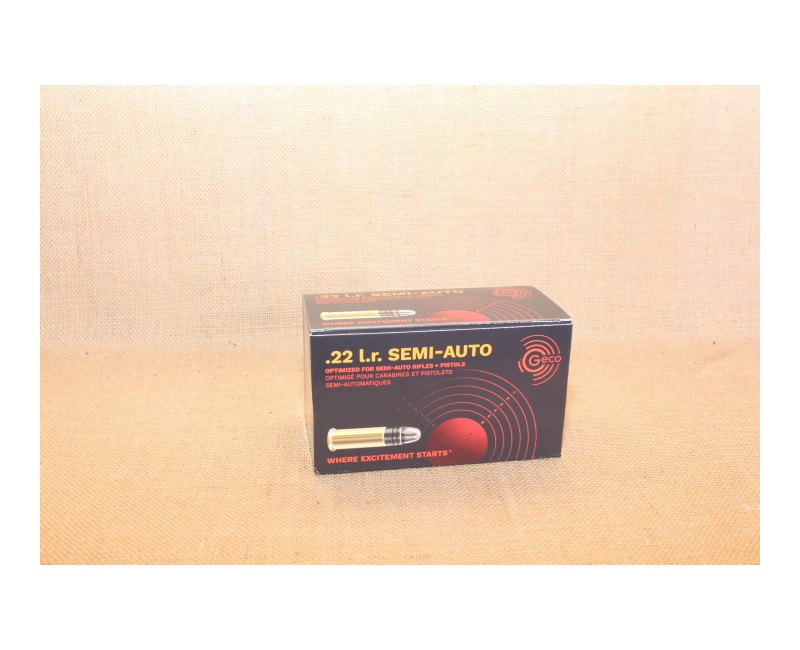 .22 l.r. SEMI-AUTO
WHERE EXCITEMENT STARTS
.22 l.r. SEMI-AUTO
OPTIMIZED FOR SEMI-AUTO RIFLES + PISTOLS
OPTIMISÉ POUR CARABINES ET PISTOLETS
SEMI-AUTOMATIQUES
Geco
WHERE EXCITEMENT STARTS®